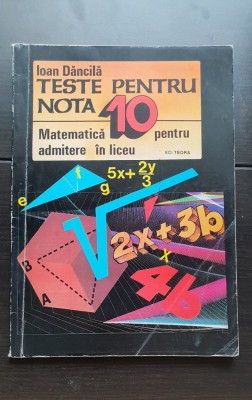 Ioan Dăncilă
TESTE PENTRU
NOTA 10
Matematică pentru
admitere în liceu
ED. TEORA
5x+ 2y/3
e
f
g
2x+3b
x
B
A
4b